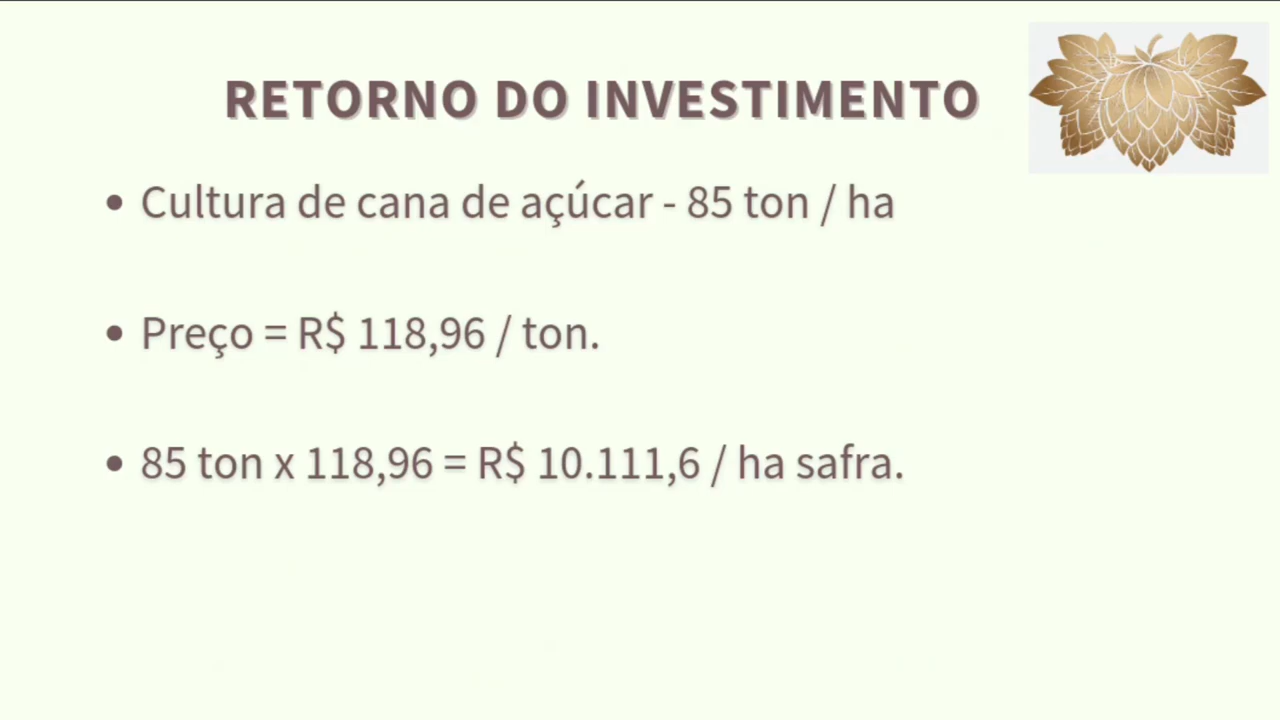 RETORNO DO INVESTIMENTO
• Cultura de cana de açúcar - 85 ton / ha
• Preço = R$ 118,96 / ton.
• 85 ton x 118,96 = R$ 10.111,6 / ha safra.